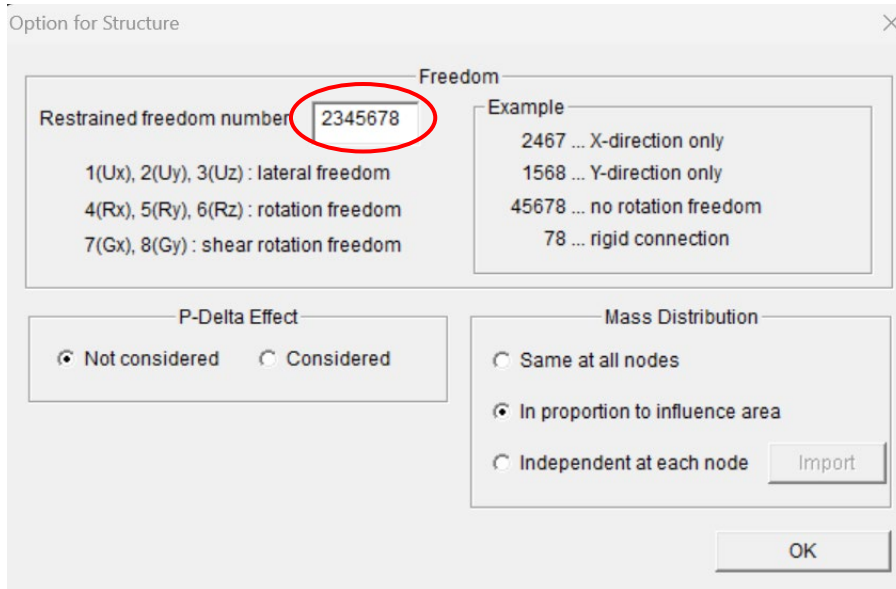 Option for Structure
Freedom
Restrained freedom number 2345678
1(Ux), 2(Uy), 3(Uz) : lateral freedom
4(Rx), 5(Ry), 6(Rz) : rotation freedom
7(Gx), 8(Gy) : shear rotation freedom
Example
2467 ... X-direction only
1568 ... Y-direction only
45678 ... no rotation freedom
78 ... rigid connection
P-Delta Effect
Not considered Considered
Mass Distribution
Same at all nodes
In proportion to influence area
Independent at each node Import
OK